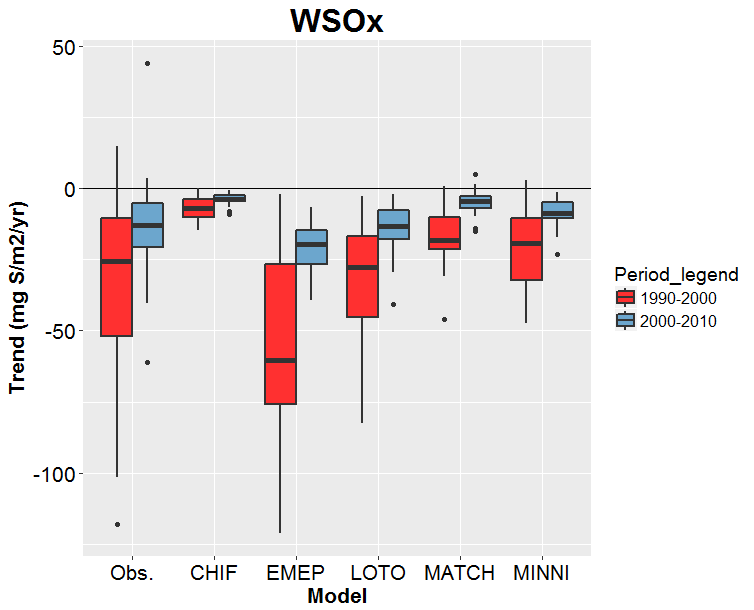 WSOx
50
0
-50
-100
Trend (mg S/m2/yr)
Obs. CHIF EMEP LOTO MATCH MINNI
Model
Period_legend
1990-2000
2000-2010